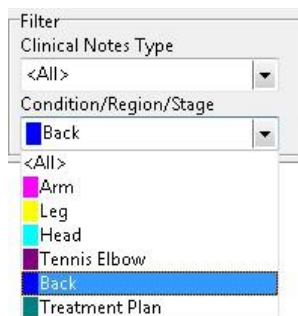 Filter
Clinical Notes Type
<All>
Condition/Region/Stage
Back
<All>
Arm
Leg
Head
Tennis Elbow
Back
Treatment Plan